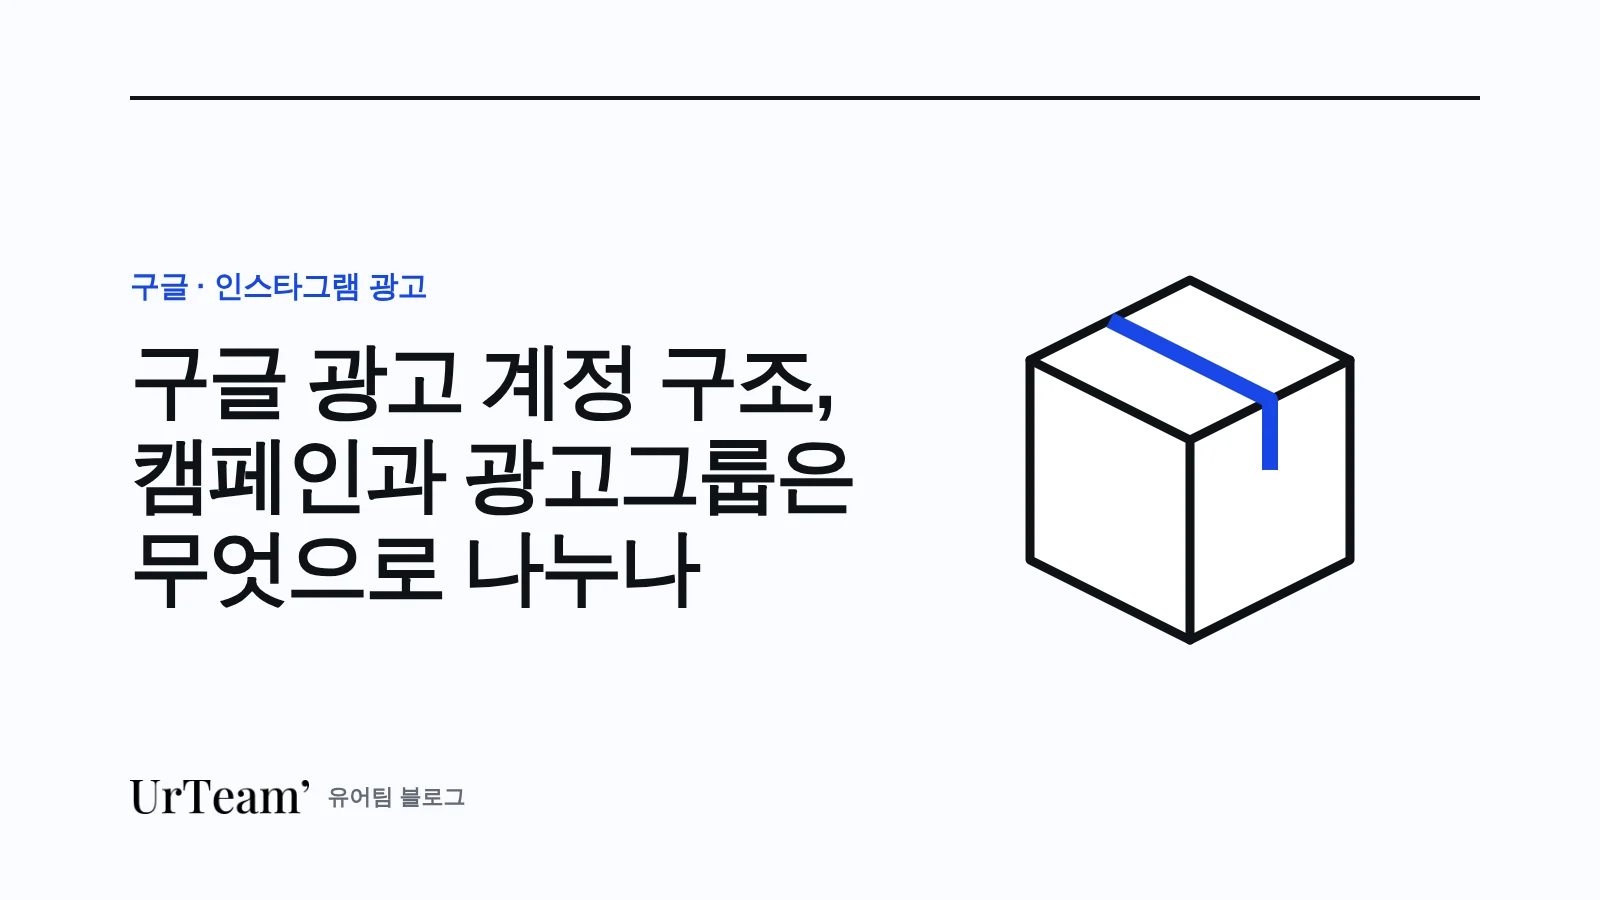 구글 · 인스타그램 광고
구글 광고 계정 구조,
캠페인과 광고그룹은
무엇으로 나누나
UrTeam’ 유어팀 블로그